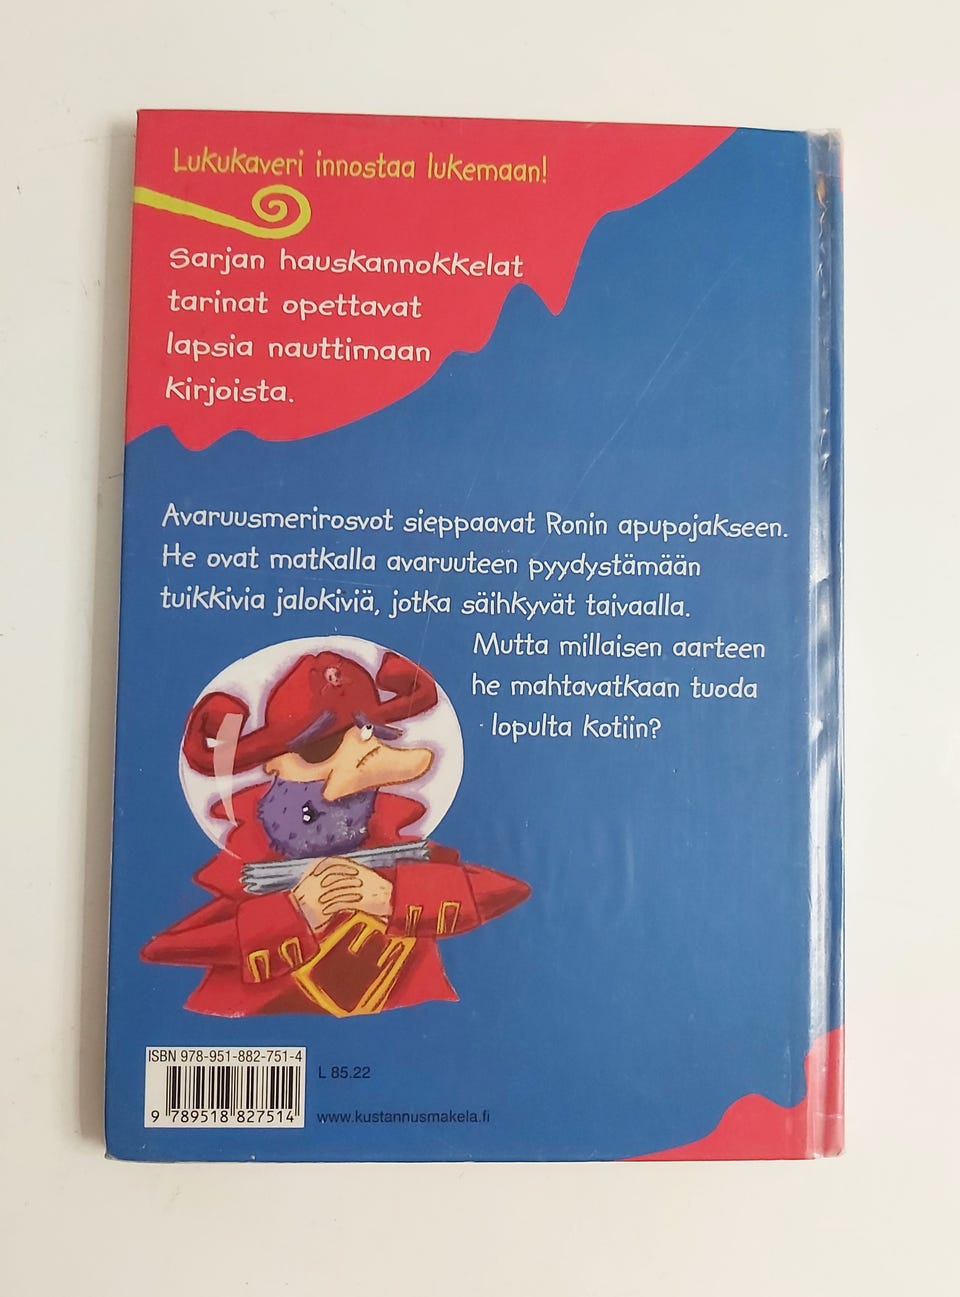 Lukukaveri innostaa lukemaan!
Sarjan hauskannokkelat
tarinat opettavat
lapsia nauttimaan
kirjoista.
Avaruusmerirosvot sieppaavat Ronin apupojakseen.
He ovat matkalla avaruuteen pyydystämään
tuikkivia jalokiviä, jotka säihkyvät taivaalla.
Mutta millaisen aarteen
he mahtavatkaan tuoda
lopulta kotiin?
ISBN 978-951-882-751-4
L 85.22
9 789518 827514
www.kustannusmakela.fi